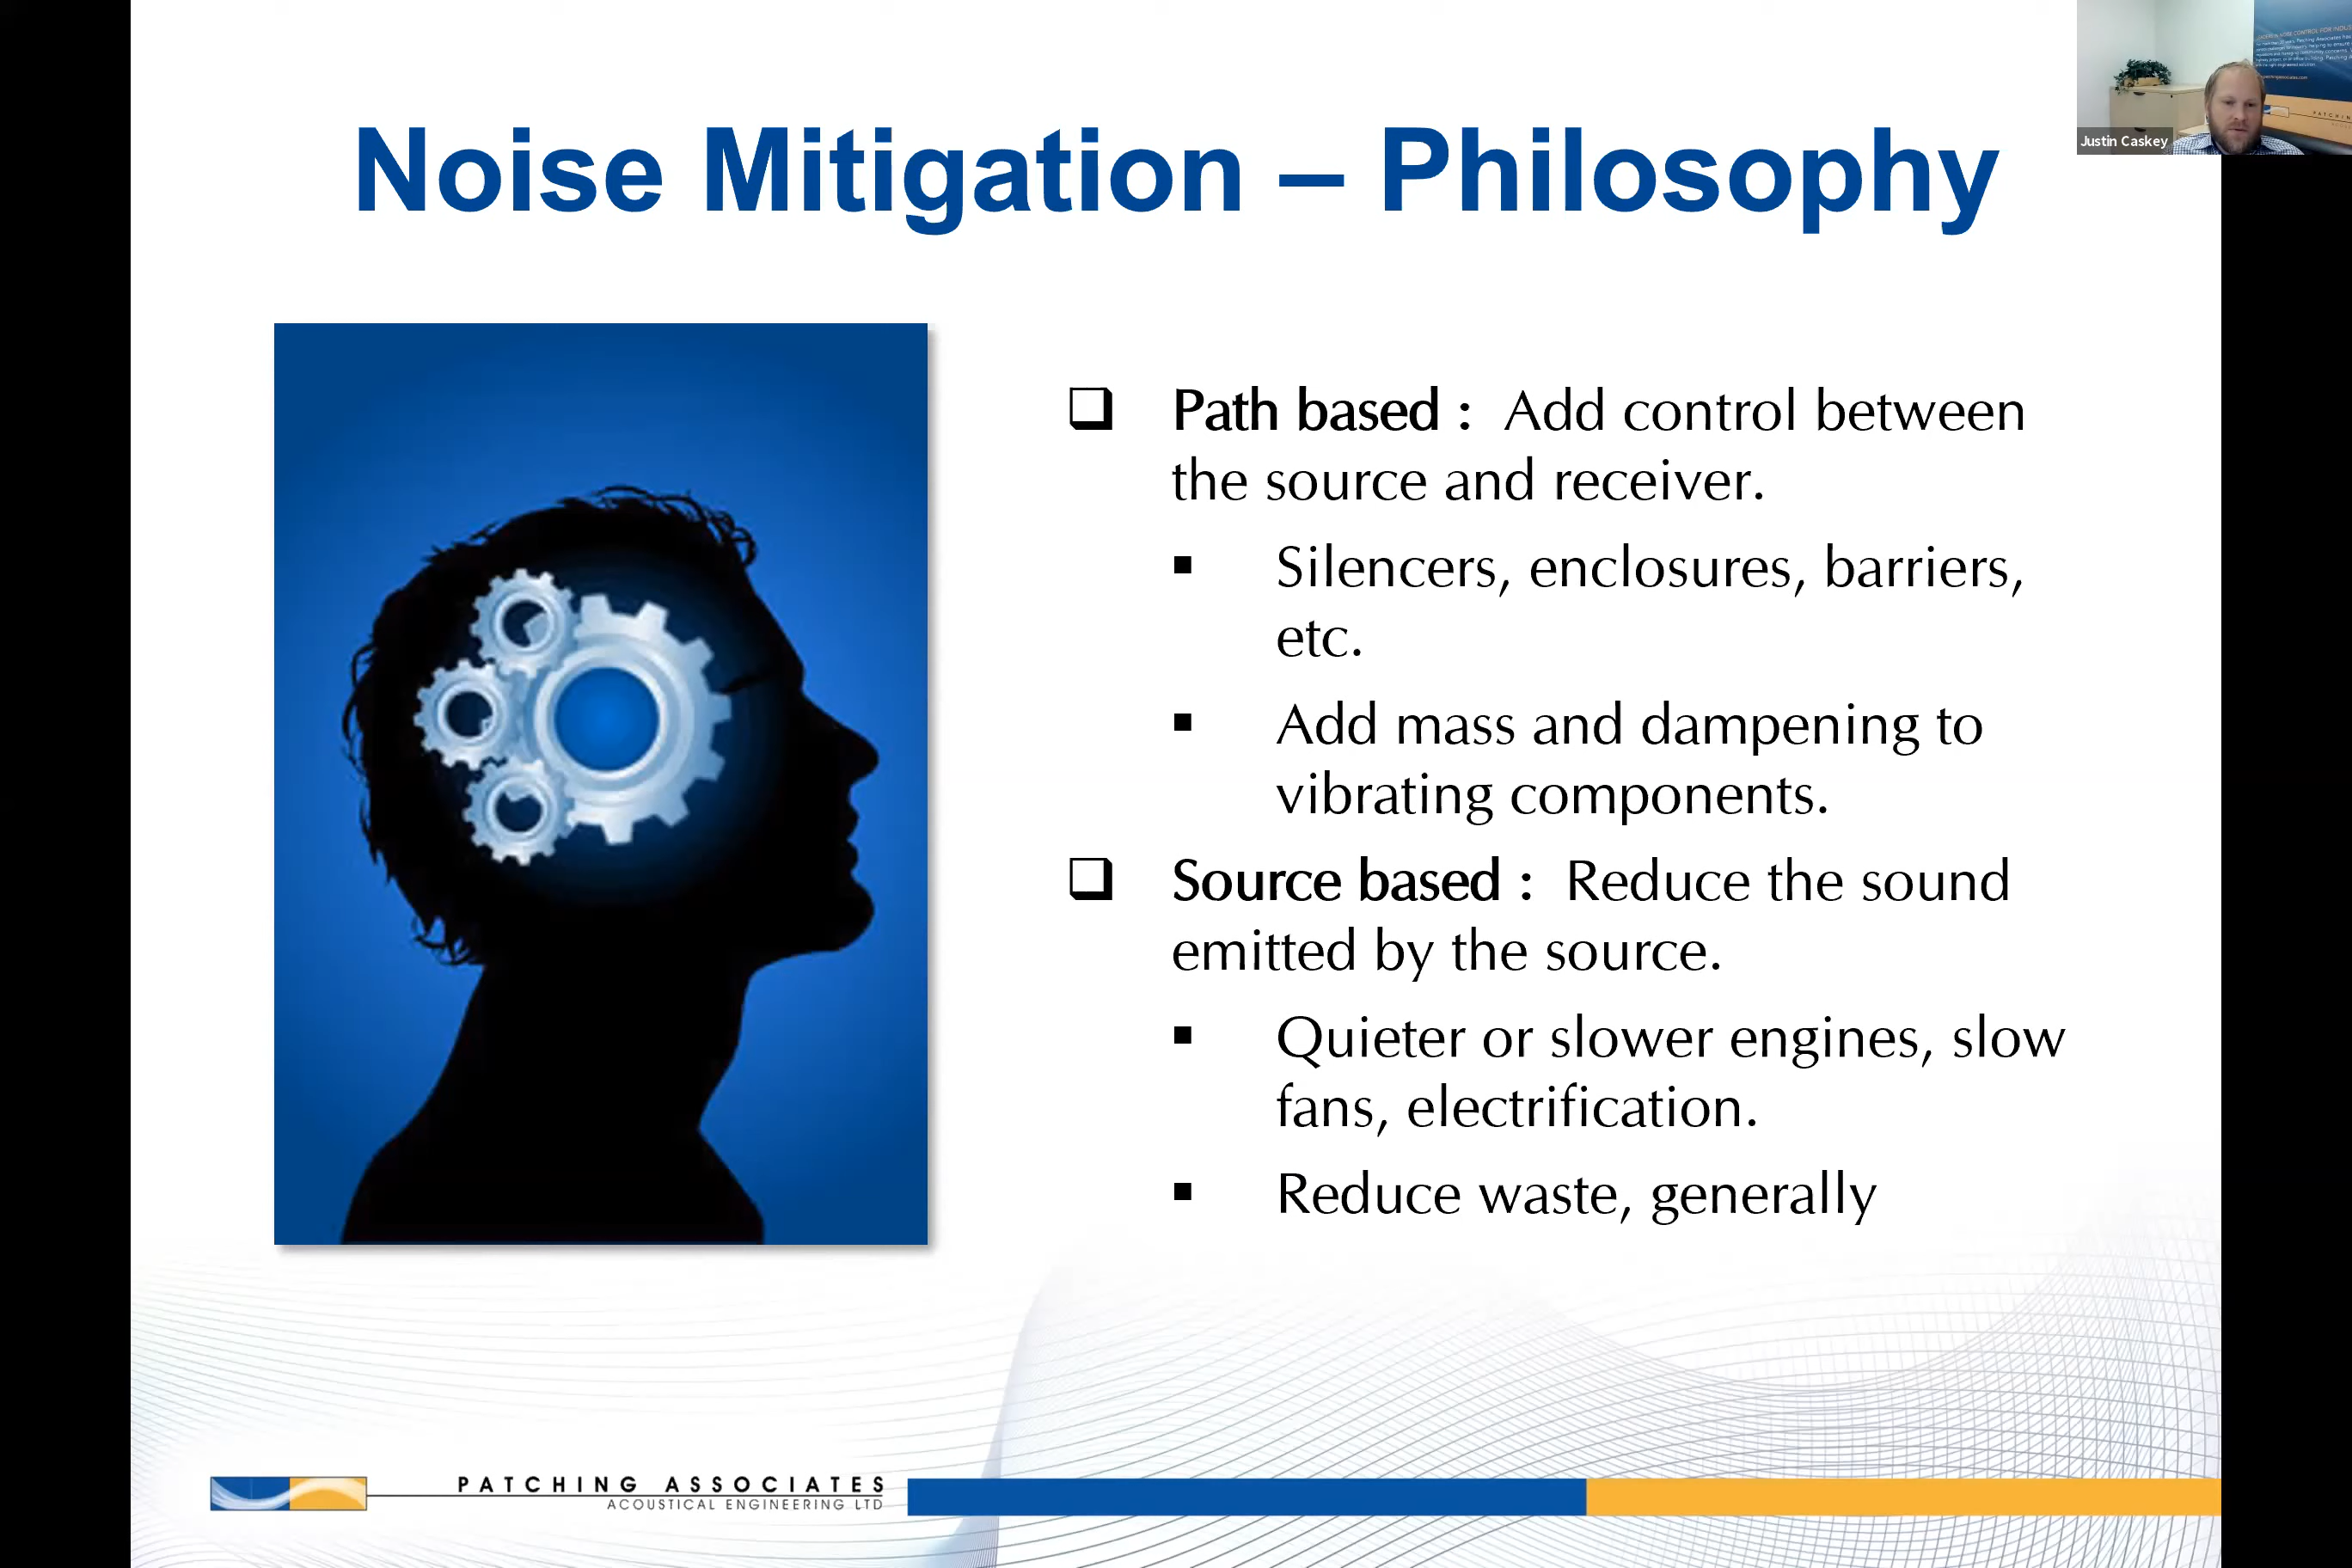 Noise Mitigation – Philosophy
Justin Caskey
Path based : Add control between
the source and receiver.
Silencers, enclosures, barriers,
etc.
Add mass and dampening to
vibrating components.
Source based : Reduce the sound
emitted by the source.
Quieter or slower engines, slow
fans, electrification.
Reduce waste, generally
PATCHING ASSOCIATES
ACOUSTICAL ENGINEERING LTD